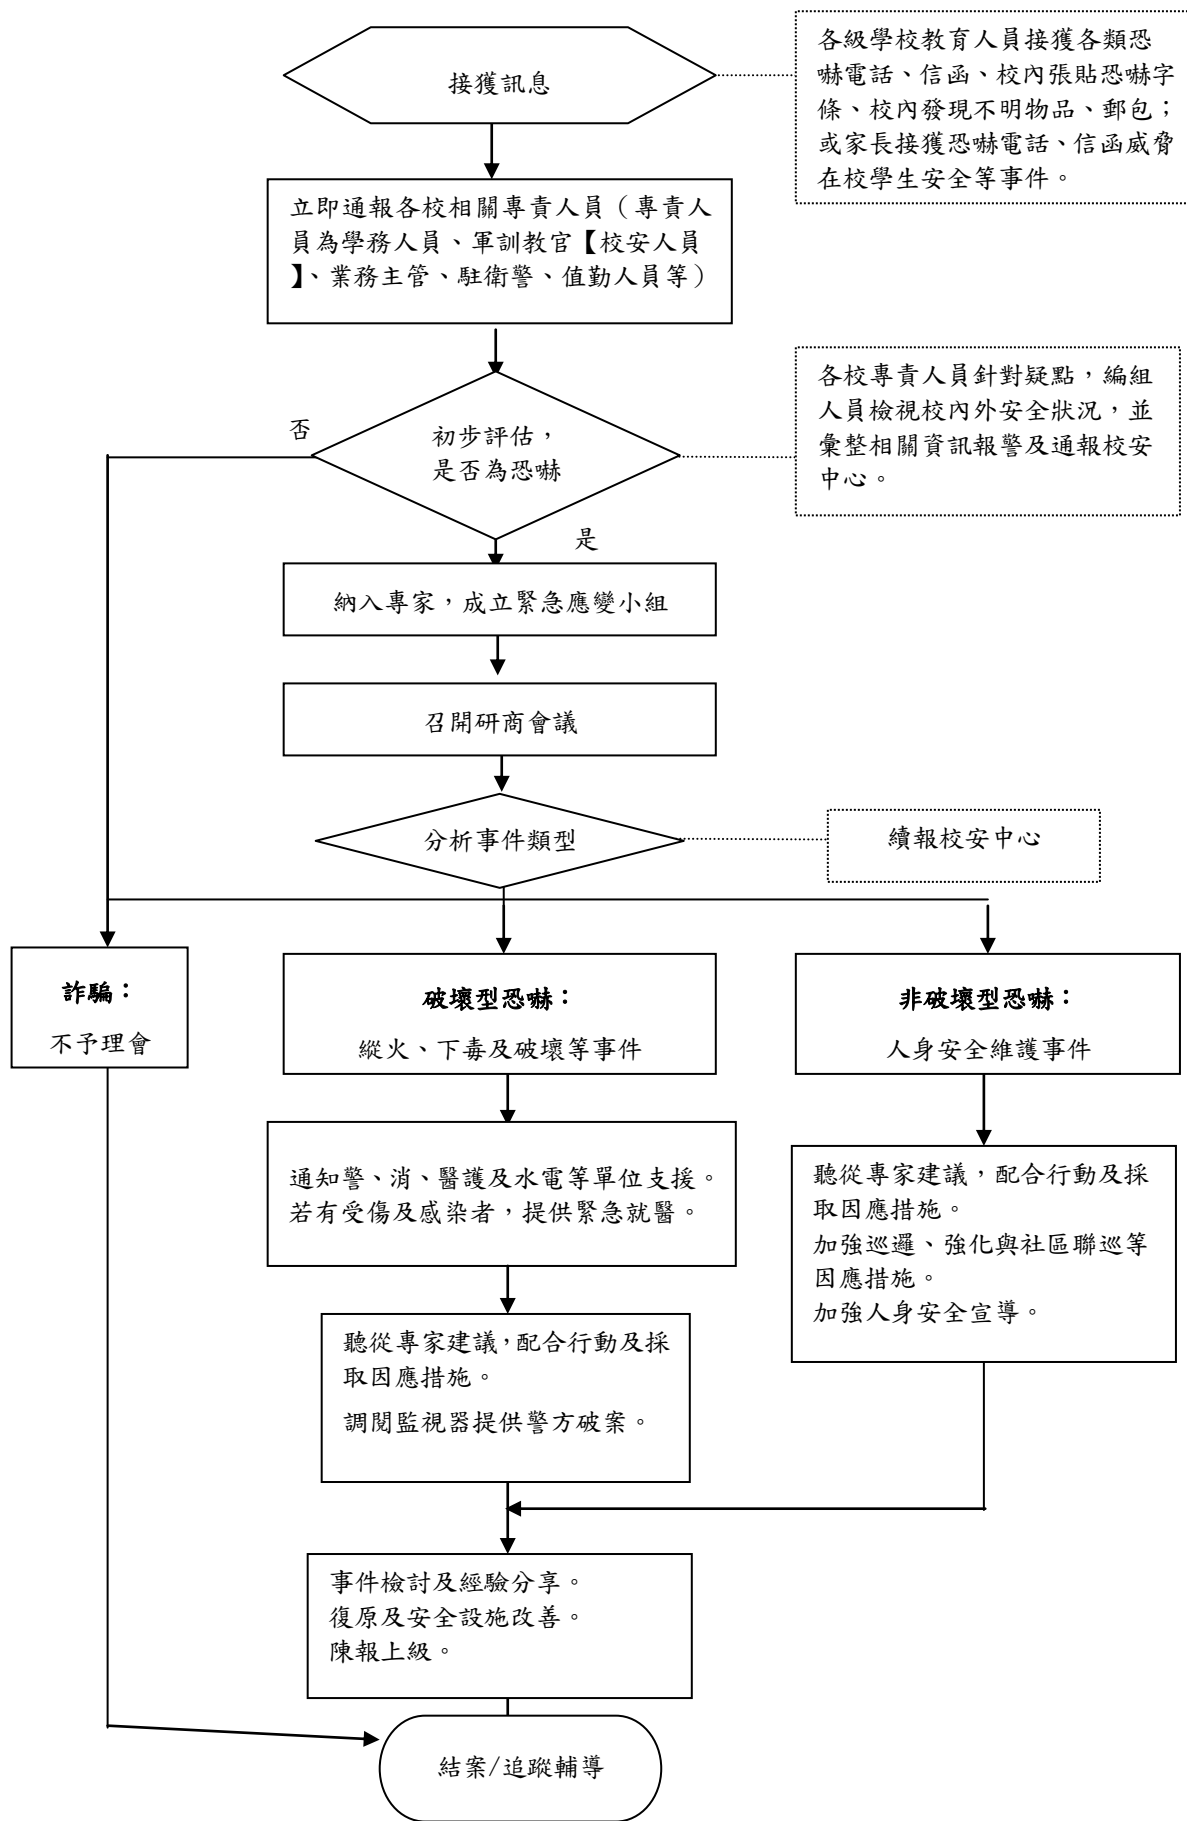 接獲訊息
各級學校教育人員接獲各類恐
嚇電話、信函、校內張貼恐嚇字
條、校內發現不明物品、郵包；
或家長接獲恐嚇電話、信函威脅
在校學生安全等事件。
立即通報各校相關專責人員（專責人
員為學務人員、軍訓教官【校安人員
】、業務主管、駐衛警、值勤人員等）
初步評估，
是否為恐嚇
否
是
各校專責人員針對疑點，編組
人員檢視校內外安全狀況，並
彙整相關資訊報警及通報校安
中心。
納入專家，成立緊急應變小組
召開研商會議
分析事件類型
續報校安中心
詐騙：
不予理會
破壞型恐嚇：
縱火、下毒及破壞等事件
非破壞型恐嚇：
人身安全維護事件
通知警、消、醫護及水電等單位支援。
若有受傷及感染者，提供緊急就醫。
聽從專家建議，配合行動及採
取因應措施。
加強巡邏、強化與社區聯巡等
因應措施。
加強人身安全宣導。
聽從專家建議，配合行動及採
取因應措施。
調閱監視器提供警方破案。
事件檢討及經驗分享。
復原及安全設施改善。
陳報上級。
結案/追蹤輔導